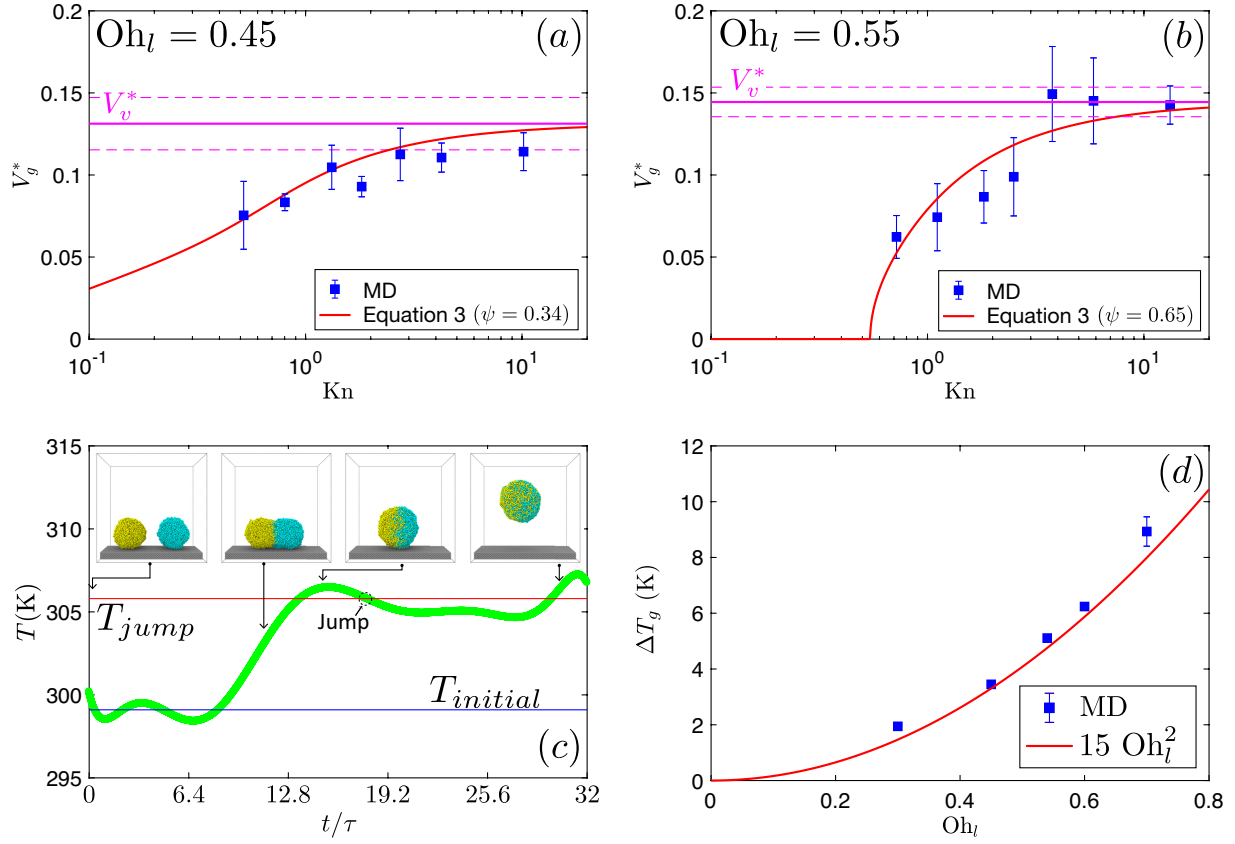 Oh_l = 0.45
(a)
0.2
0.15
0.1
0.05
0
V_g^*
V_v^*
MD
Equation 3 (ψ = 0.34)
10^-1
10^0
10^1
Kn
Oh_l = 0.55
(b)
0.2
0.15
0.1
0.05
0
V_g^*
V_v^*
MD
Equation 3 (ψ = 0.65)
10^-1
10^0
10^1
Kn
315
310
305
300
295
T(K)
T_jump
Jump
T_initial
(c)
0
6.4
12.8
19.2
25.6
32
t/τ
12
10
8
6
4
2
0
ΔT_g (K)
(d)
MD
15 Oh_l^2
0
0.2
0.4
0.6
0.8
Oh_l